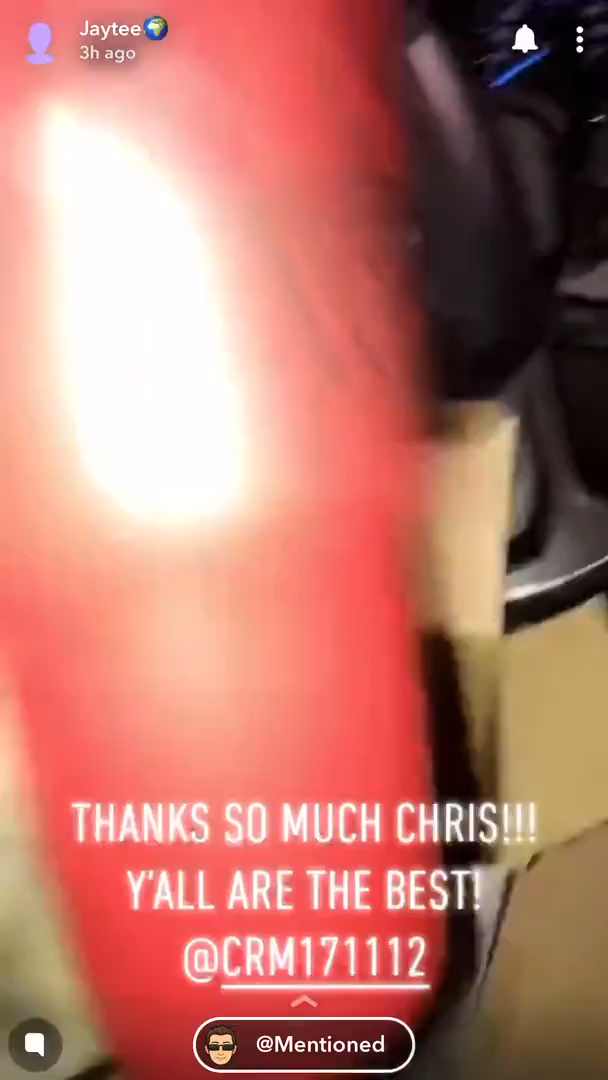 Jaytee🌍
3h ago
THANKS SO MUCH CHRIS!!!
Y'ALL ARE THE BEST!
@CRM171112
@Mentioned